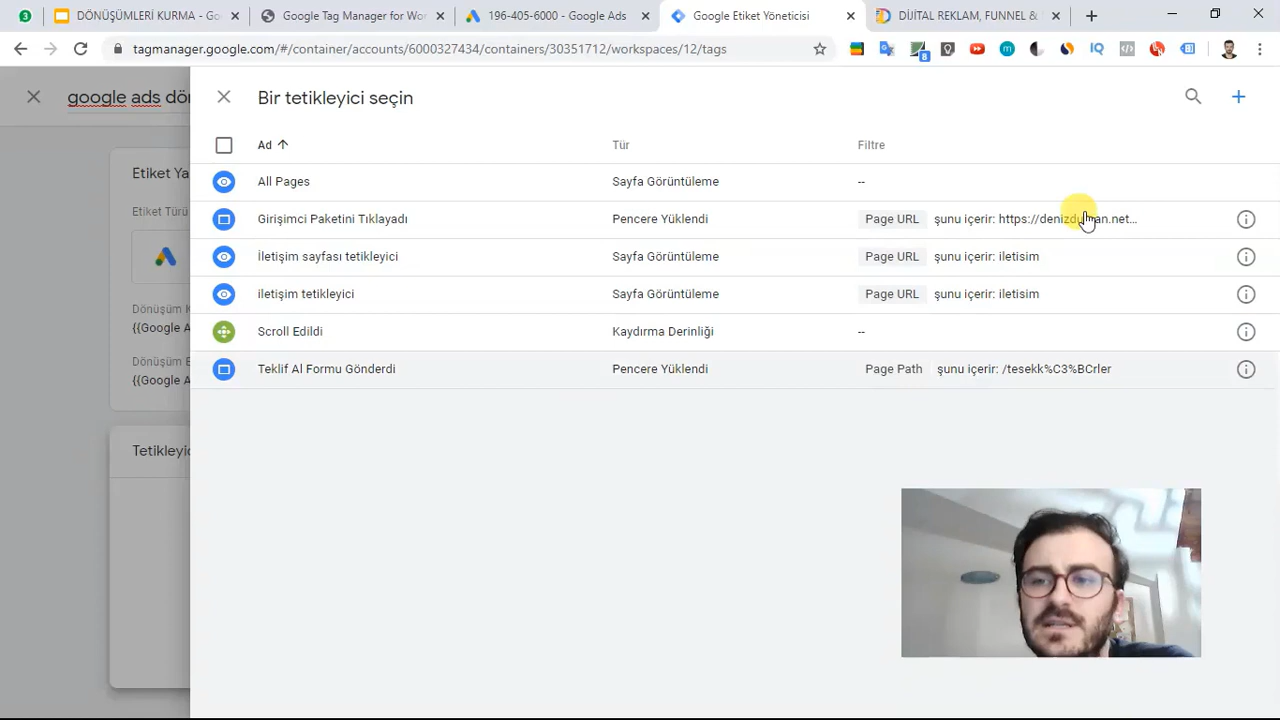 3
DÖNÜŞÜMLERİ KURMA - Go
Google Tag Manager for Wor
196-405-6000 - Google Ads
Google Etiket Yöneticisi
DİJİTAL REKLAM, FUNNEL &
tagmanager.google.com/#/container/accounts/6000327434/containers/30351712/workspaces/12/tags
8
IQ
google ads dön
Bir tetikleyici seçin
Etiket Ya
Ad Tür Filtre
All Pages Sayfa Görüntüleme --
Etiket Türü
Girişimci Paketini Tıklayadı Pencere Yüklendi Page URL şunu içerir:
İletişim sayfası tetikleyici Sayfa Görüntüleme Page URL şunu içerir: iletisim
iletişim tetikleyici Sayfa Görüntüleme Page URL şunu içerir: iletisim
Dönüşüm
{{Google A
Scroll Edildi Kaydırma Derinliği --
Dönüşüm E
{{Google A
Teklif Al Formu Gönderdi Pencere Yüklendi Page Path şunu içerir: /tesekk%C3%BCrler
Tetikleyic